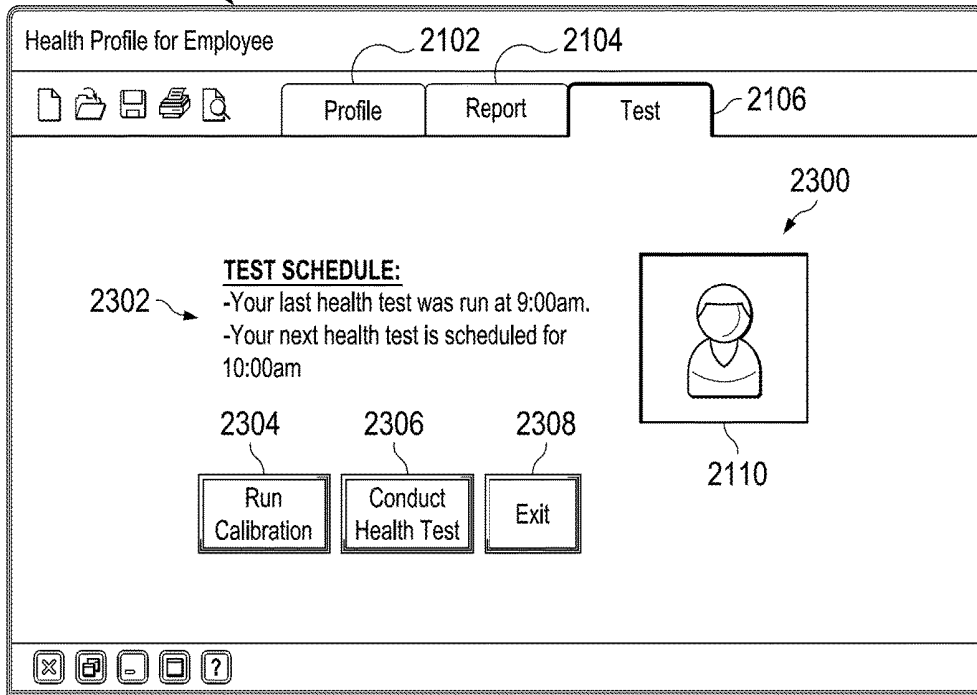 Health Profile for Employee
2102
2104
Profile
Report
Test
2106
2300
TEST SCHEDULE:
2302
-Your last health test was run at 9:00am.
-Your next health test is scheduled for
10:00am
2304
2306
2308
2110
Run
Calibration
Conduct
Health Test
Exit
?